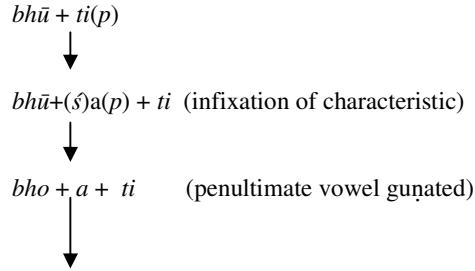 bhū + ti(p)
bhū+(ś)a(p) + ti (infixation of characteristic)
bho + a + ti (penultimate vowel guṇated)